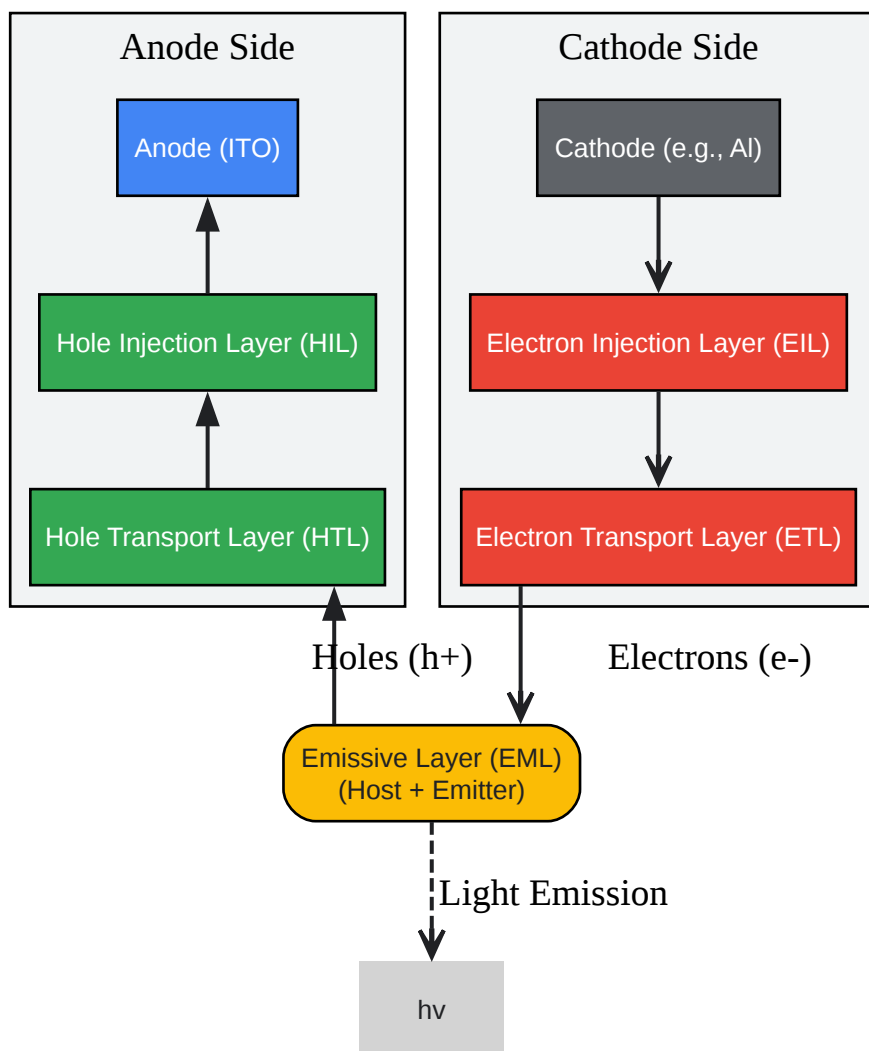 Anode Side
Anode (ITO)
Hole Injection Layer (HIL)
Hole Transport Layer (HTL)
Cathode Side
Cathode (e.g., Al)
Electron Injection Layer (EIL)
Electron Transport Layer (ETL)
Holes (h+)
Electrons (e-)
Emissive Layer (EML)
(Host + Emitter)
Light Emission
hv